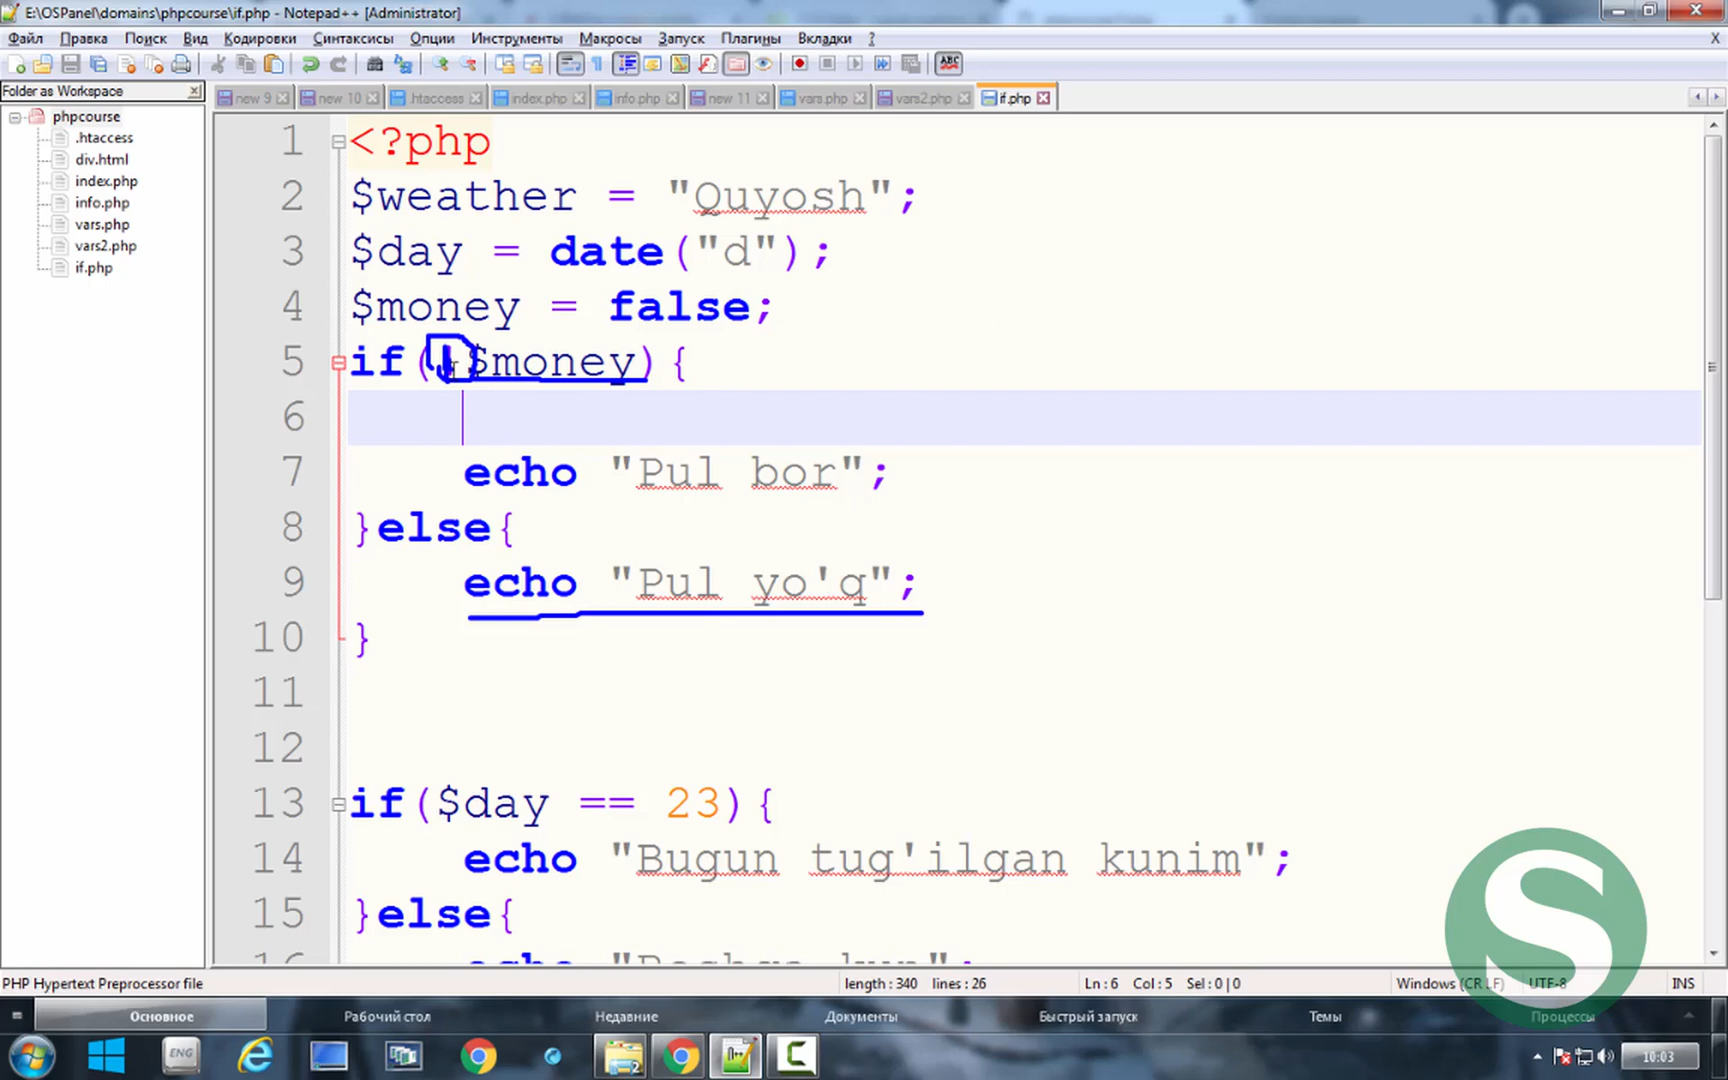 E:\OSPanel\domains\phpcourse\if.php - Notepad++ [Administrator]
Файл Правка Поиск Вид Кодировки Синтаксисы Опции Инструменты Макросы Запуск Плагины Вкладки ? X
Folder as Workspace
new 9 new 10 .htaccess index.php info.php new 11 vars.php vars2.php if.php
phpcourse
.htaccess
div.html
index.php
info.php
vars.php
vars2.php
if.php
1 <?php
2 $weather = "Quyosh";
3 $day = date("d");
4 $money = false;
5 if(!$money){
6
7 echo "Pul bor";
8 }else{
9 echo "Pul yo'q";
10 }
11
12
13 if($day == 23){
14 echo "Bugun tug'ilgan kunim";
15 }else{
16 echo "Boshqa kun";
S
PHP Hypertext Preprocessor file length : 340 lines : 26 Ln : 6 Col : 5 Sel : 0 | 0 Windows (CR LF) UTF-8 INS
Основное Рабочий стол Недавние Документы Быстрый запуск Темы Процессы
ENG 10:03